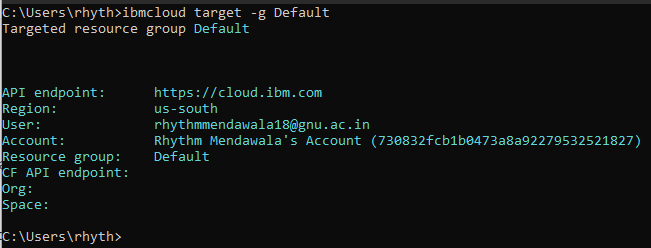 C:\Users\rhyth>ibmcloud target -g Default
Targeted resource group Default
API endpoint: https://cloud.ibm.com
Region: us-south
User: rhythmmendawala18@gnu.ac.in
Account: Rhythm Mendawala's Account (730832fcb1b0473a8a92279532521827)
Resource group: Default
CF API endpoint:
Org:
Space:
C:\Users\rhyth>